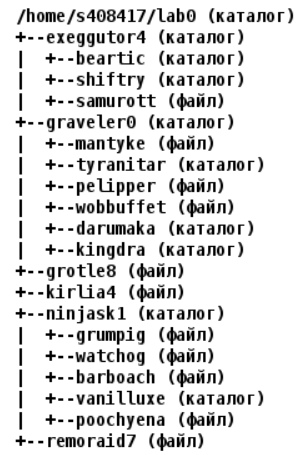 /home/s408417/lab0 (каталог)
+--exeggutor4 (каталог)
|  +--beartic (каталог)
|  +--shiftry (каталог)
|  +--samurott (файл)
+--graveler0 (каталог)
|  +--mantyke (файл)
|  +--tyranitar (каталог)
|  +--pelipper (файл)
|  +--wobbuffet (файл)
|  +--darumaka (каталог)
|  +--kingdra (каталог)
+--grotle8 (файл)
+--kirlia4 (файл)
+--ninjask1 (каталог)
|  +--grumpig (файл)
|  +--watchog (файл)
|  +--barboach (файл)
|  +--vanilluxe (каталог)
|  +--poochyena (файл)
+--remoraid7 (файл)